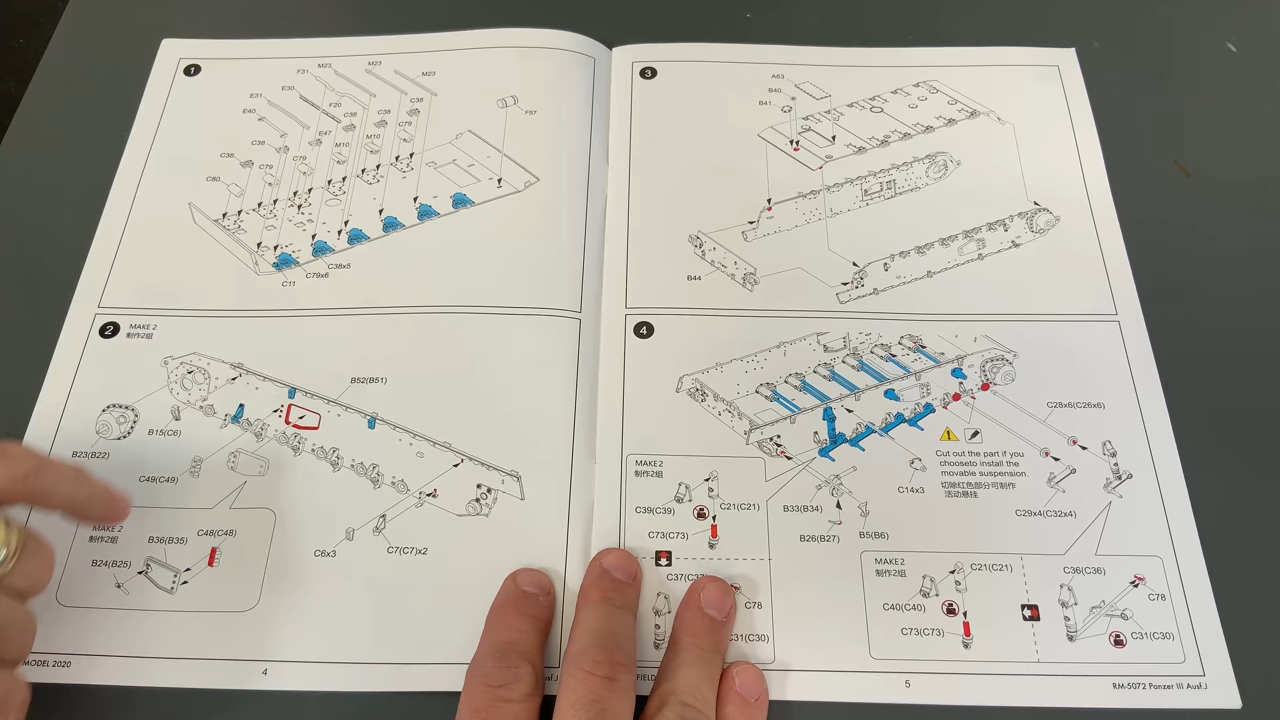 1
M23
M23
M23
F31
E30
E31
F20
E40
C38
C38
C38
F57
E47
C79
M10
M10
C38
C38
C79
C79
C80
C38x5
C79x6
C11
2
MAKE 2
制作2组
B52(B51)
B15(C6)
B23(B22)
C49(C49)
MAKE 2
制作2组
B36(B35)
C48(C48)
B24(B25)
C6x3
C7(C7)x2
MODEL 2020
4
3
A63
B40
B41
B44
4
C28x6(C26x6)
Cut out the part if you
chooseto install the
movable suspension.
切除红色部分可制作
活动悬挂
C14x3
C29x4(C32x4)
B33(B34)
B26(B27)
B5(B6)
MAKE2
制作2组
C39(C39)
C21(C21)
C73(C73)
C78
C31(C30)
MAKE2
制作2组
C21(C21)
C40(C40)
C73(C73)
C36(C36)
C78
C31(C30)
5
RM-5072 Panzer III Ausf.J